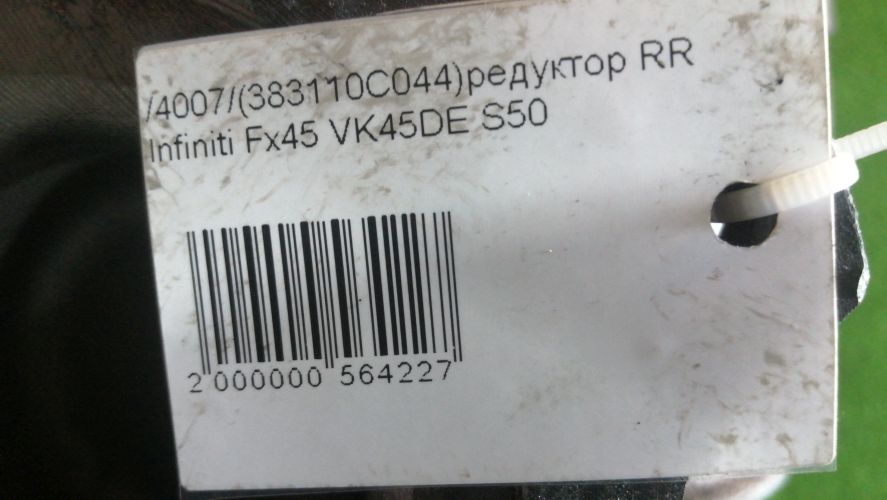 /4007/(383110C044)редуктор RR
Infiniti Fx45 VK45DE S50
2 000000 564227